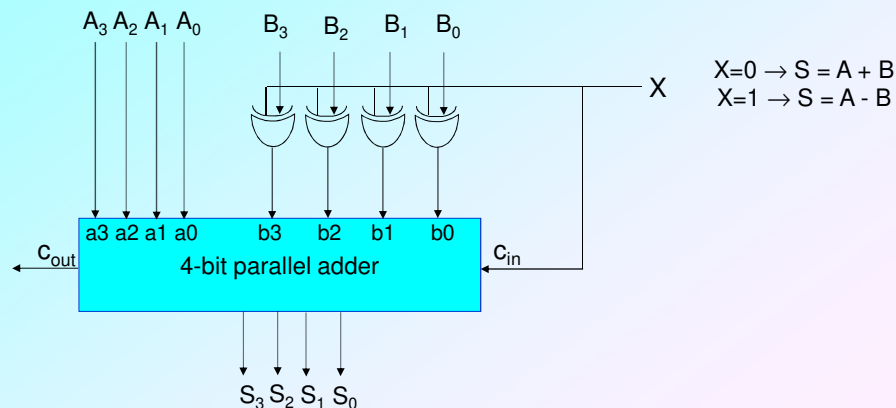 A₃ A₂ A₁ A₀ B₃ B₂ B₁ B₀
X
X=0 → S = A + B
X=1 → S = A - B
a3 a2 a1 a0 b3 b2 b1 b0
cout 4-bit parallel adder cin
S₃ S₂ S₁ S₀